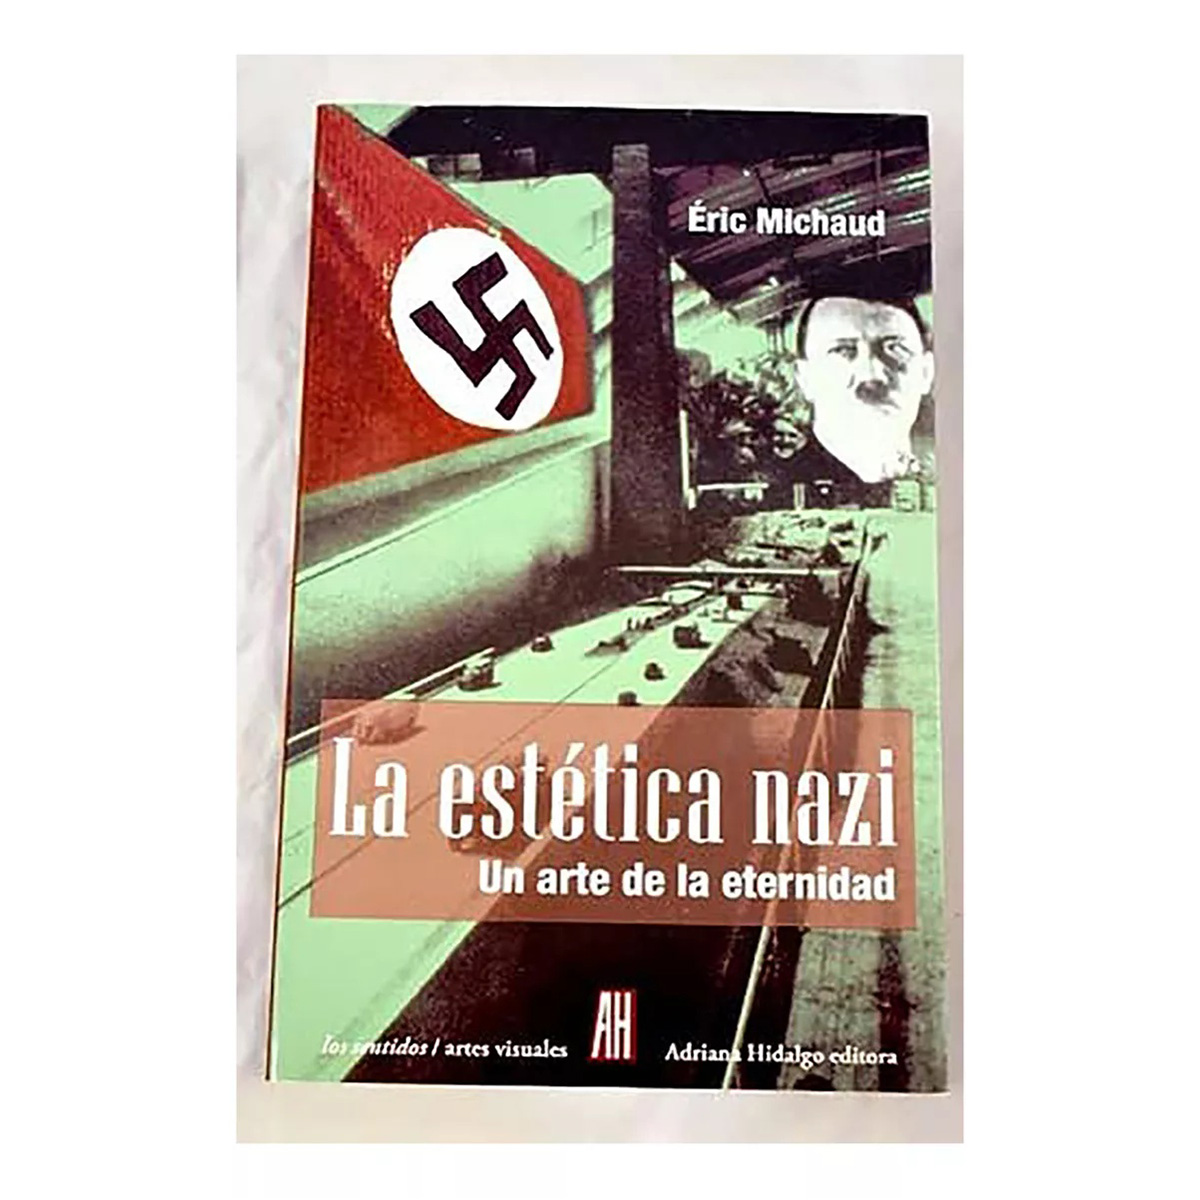 Éric Michaud
La estética nazi
Un arte de la eternidad
AH
los sentidos / artes visuales
Adriana Hidalgo editora